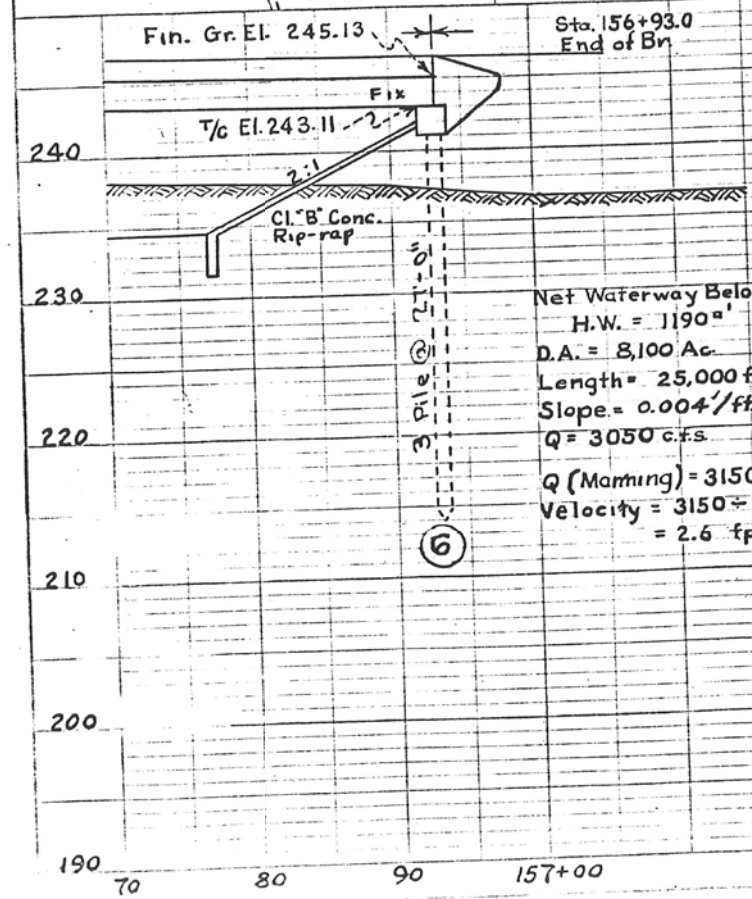 Fin. Gr. El. 245.13
Sta. 156+93.0
End of Br.
Fix
T/C El. 243.11
240
2:1
Cl. "B" Conc.
Rip-rap
230
3 Pile @ 27'-0"
Net Waterway Belo
H.W. = 1190 □'
D.A. = 8,100 Ac.
Length = 25,000 f
Slope = 0.004'/ft
Q = 3050 c.f.s.
220
Q (Manning) = 3150
Velocity = 3150 ÷
= 2.6 fp
5
210
200
190
70 80 90 157+00